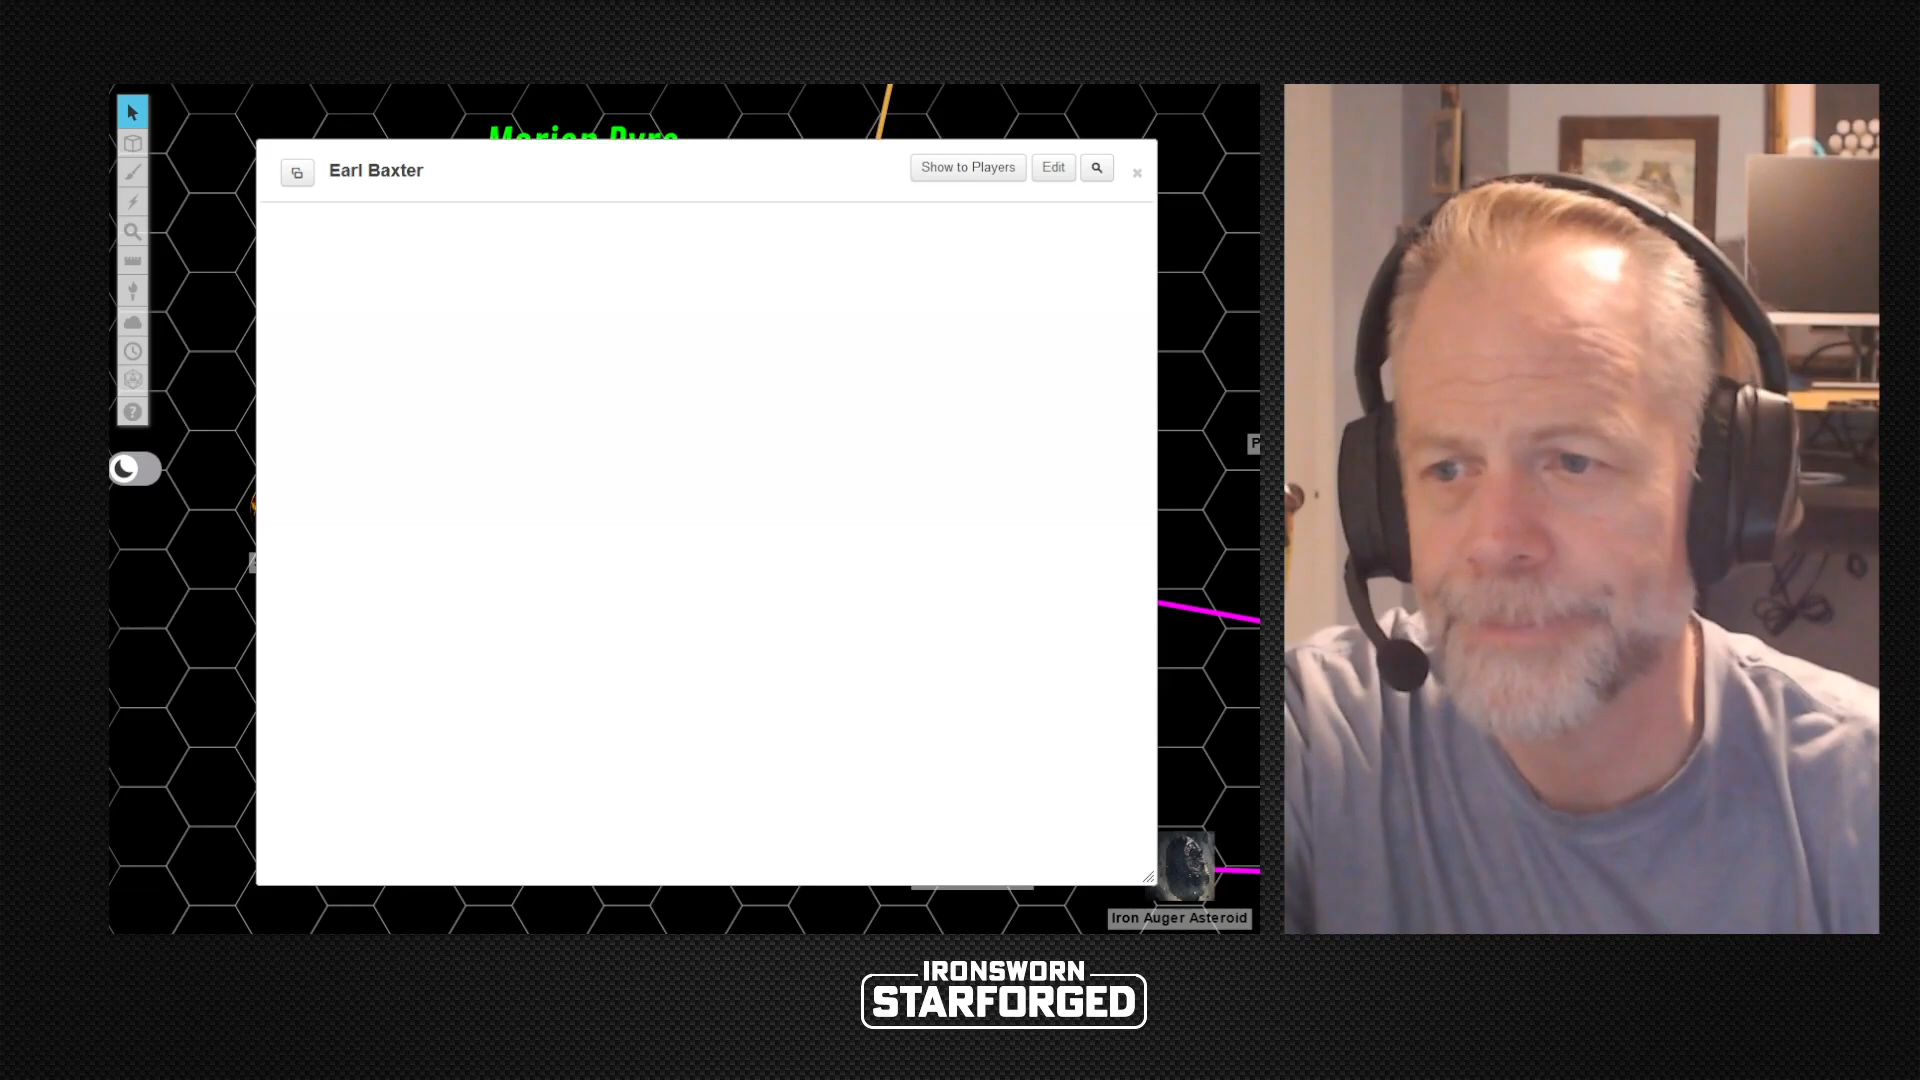 Earl Baxter
Show to Players
Edit
?
P
Iron Auger Asteroid
IRONSWORN
STARFORGED